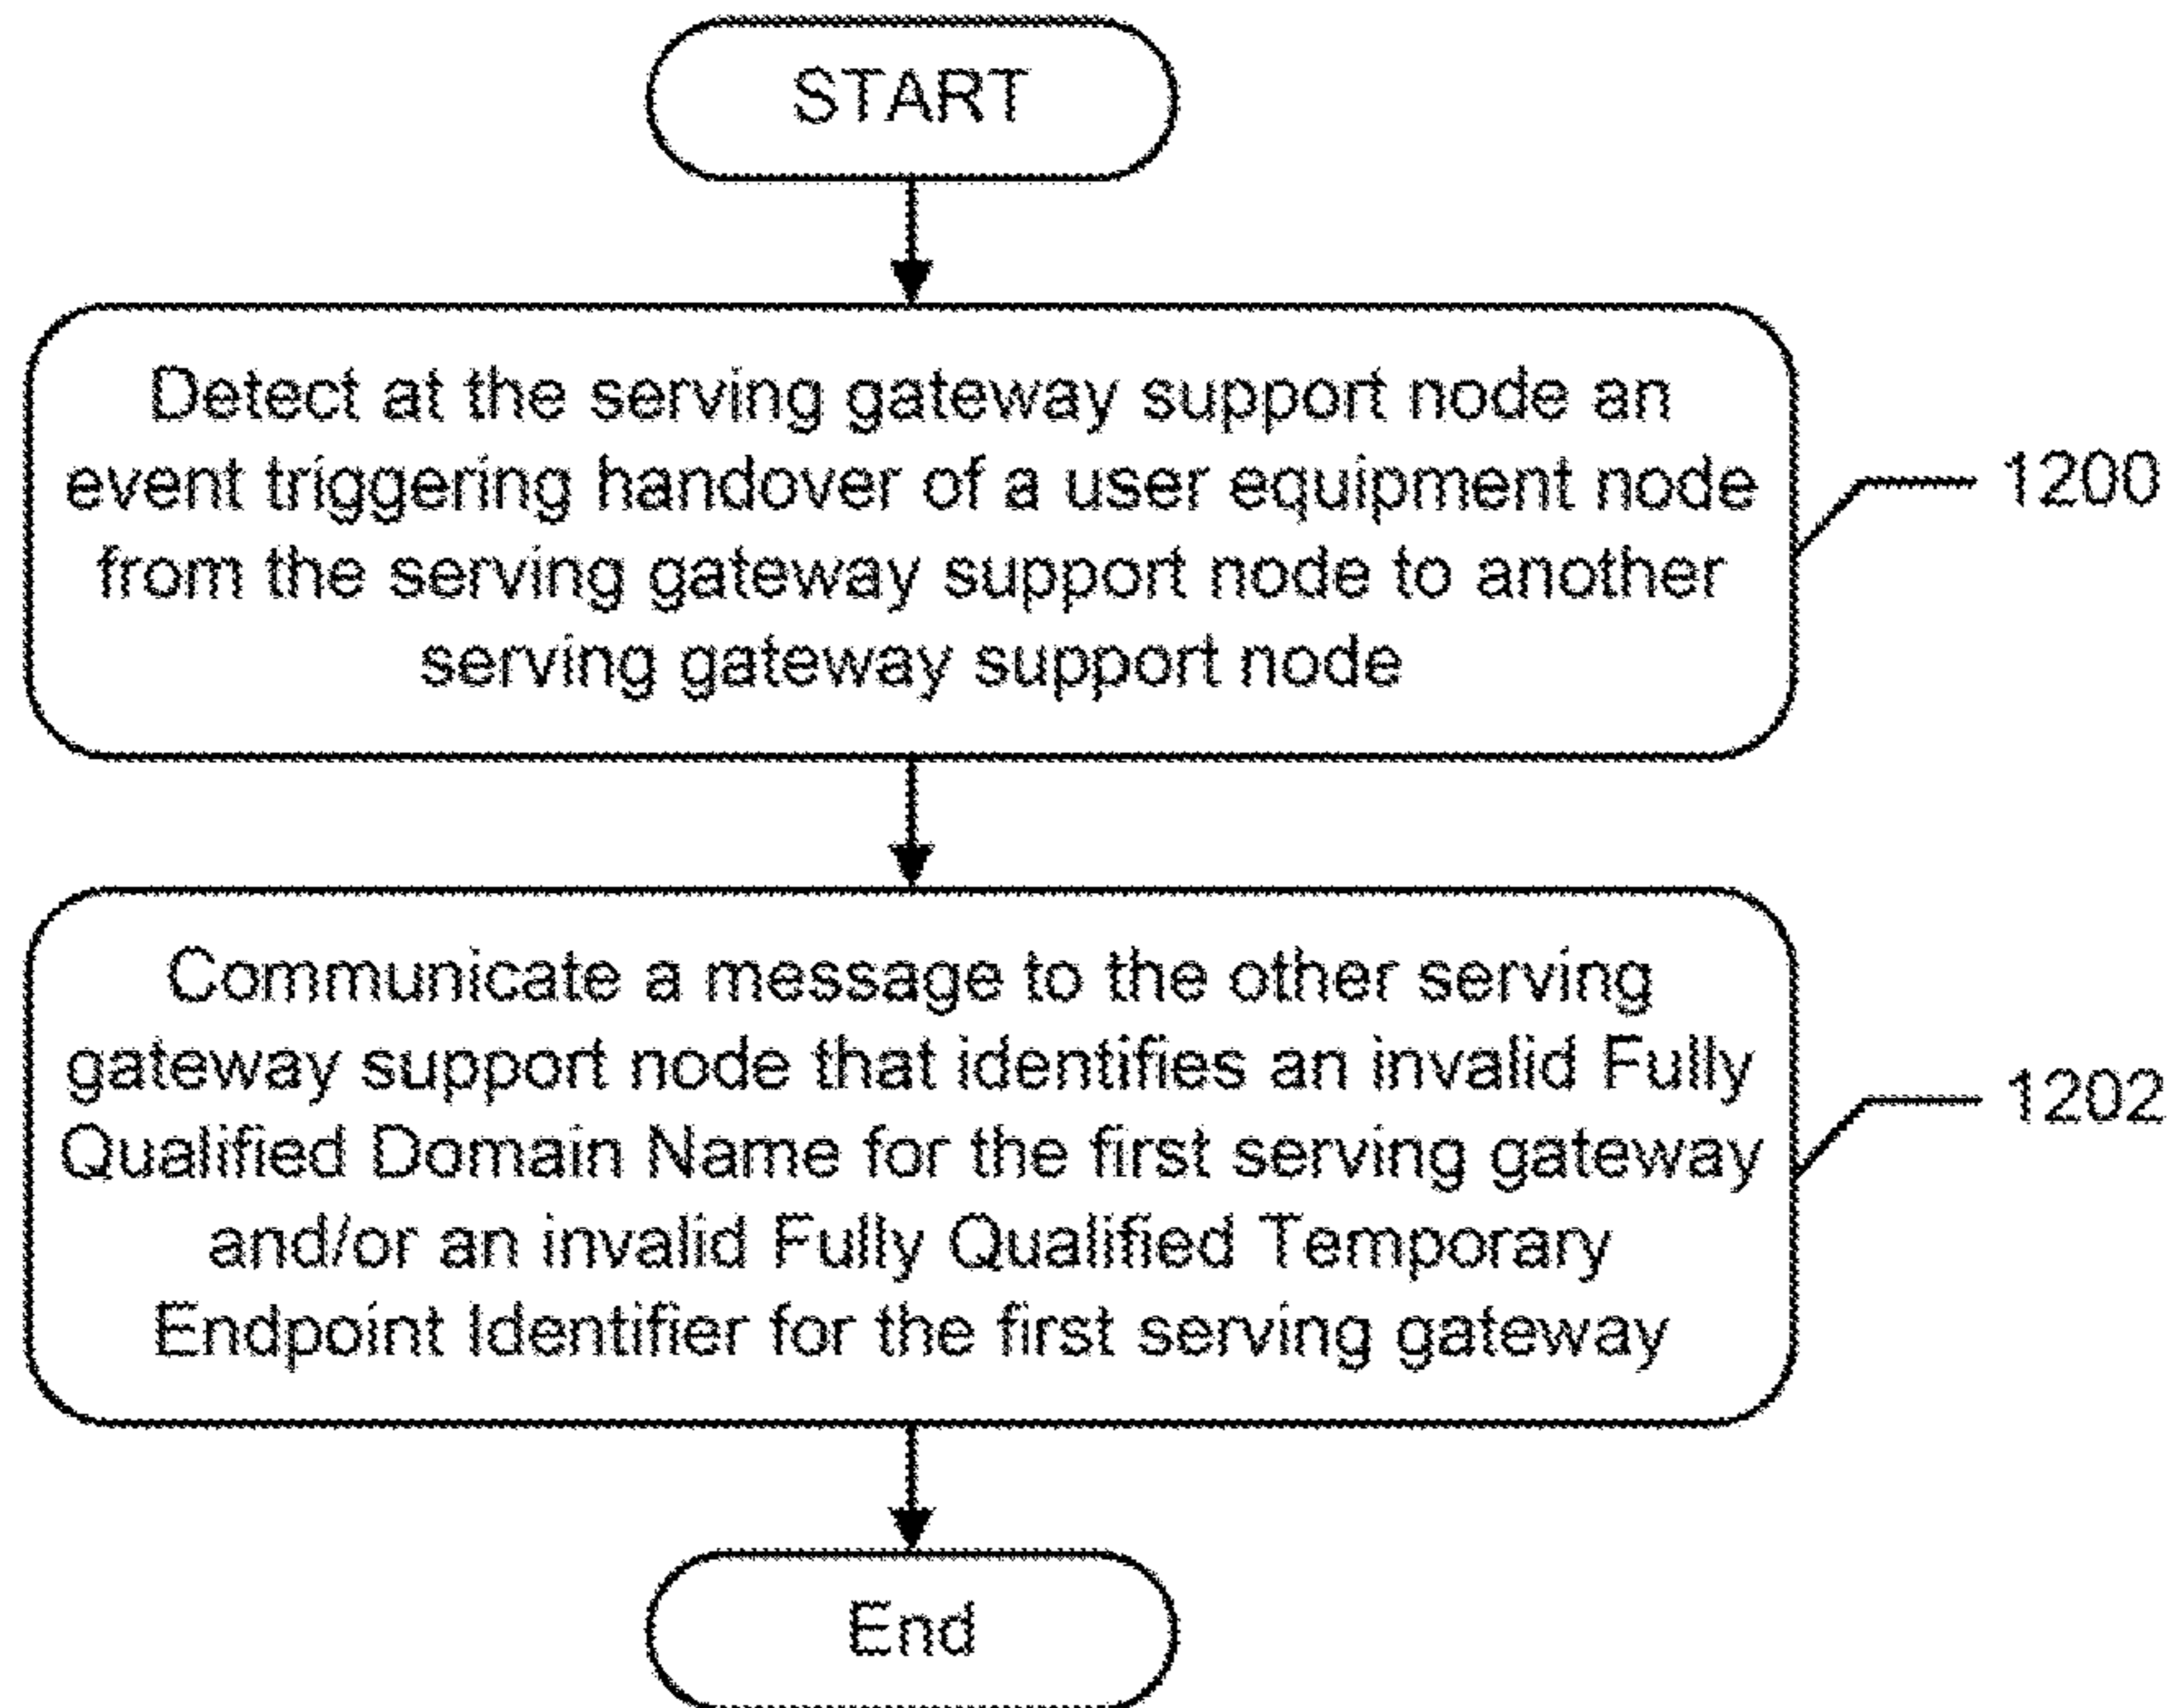 START
Detect at the serving gateway support node an
event triggering handover of a user equipment node
from the serving gateway support node to another
serving gateway support node
1200
Communicate a message to the other serving
gateway support node that identifies an invalid Fully
Qualified Domain Name for the first serving gateway
and/or an invalid Fully Qualified Temporary
Endpoint Identifier for the first serving gateway
1202
End